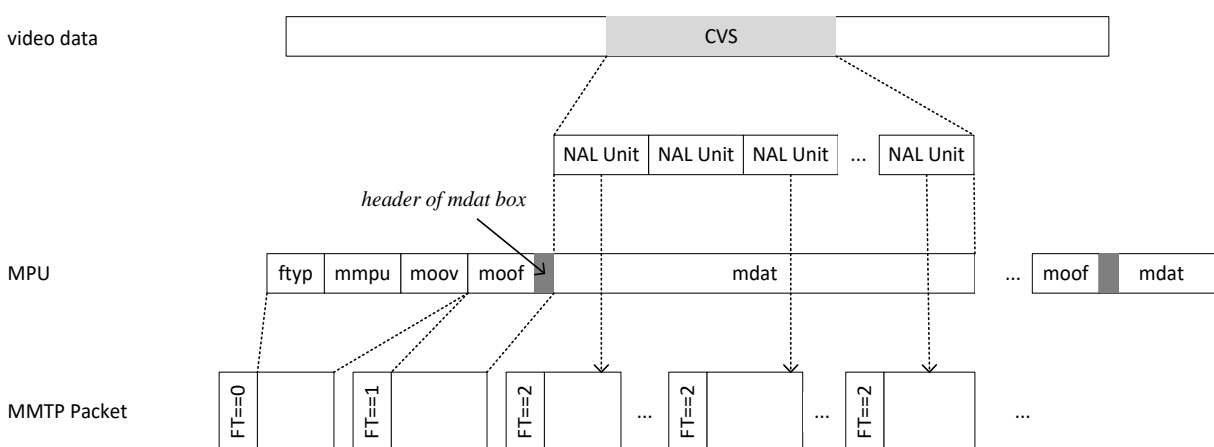 video data CVS
NAL Unit NAL Unit NAL Unit ... NAL Unit
header of mdat box
MPU ftyp mmpu moov moof mdat ... moof mdat
MMTP Packet FT==0 FT==1 FT==2 ... FT==2 ... FT==2 ...